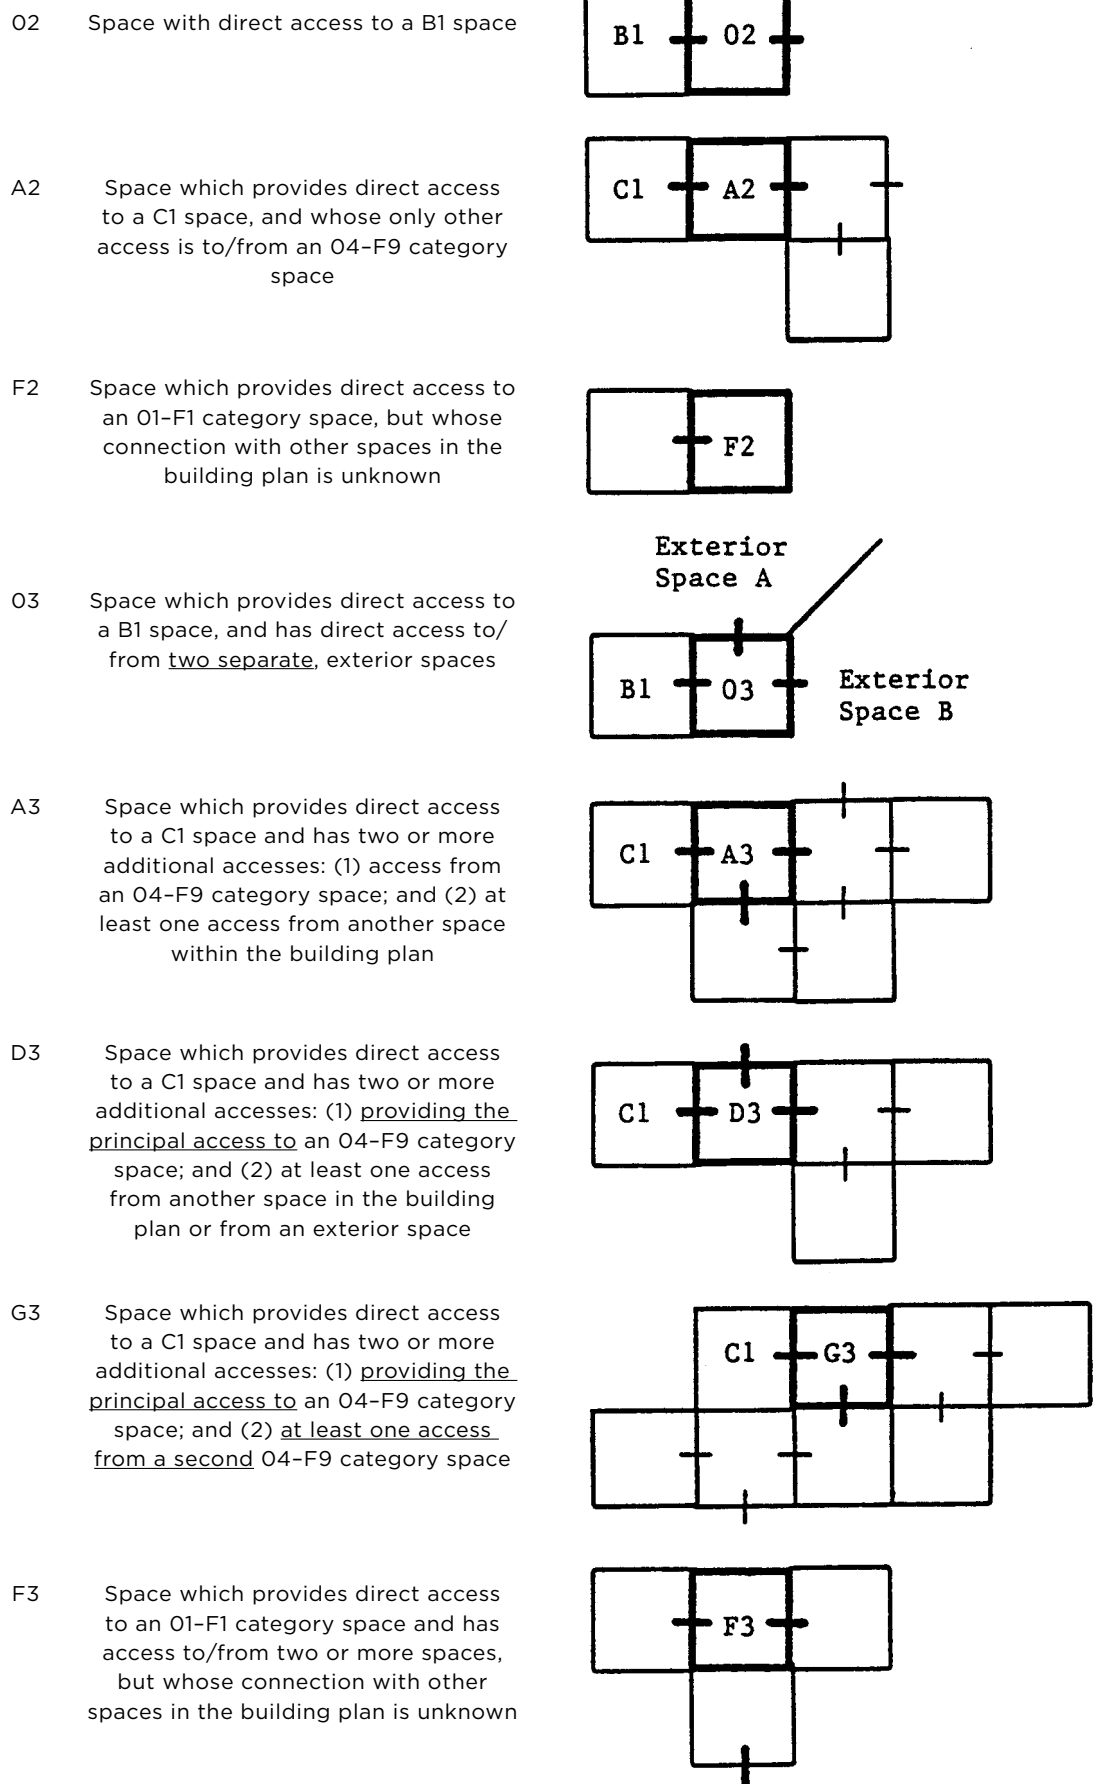 02 Space with direct access to a B1 space
B1 02
A2 Space which provides direct access
to a C1 space, and whose only other
access is to/from an 04–F9 category
space
C1 A2
F2 Space which provides direct access to
an 01–F1 category space, but whose
connection with other spaces in the
building plan is unknown
F2
03 Space which provides direct access to
a B1 space, and has direct access to/
from two separate, exterior spaces
Exterior
Space A
B1 03
Exterior
Space B
A3 Space which provides direct access
to a C1 space and has two or more
additional accesses: (1) access from
an 04–F9 category space; and (2) at
least one access from another space
within the building plan
C1 A3
D3 Space which provides direct access
to a C1 space and has two or more
additional accesses: (1) providing the
principal access to an 04–F9 category
space; and (2) at least one access
from another space in the building
plan or from an exterior space
C1 D3
G3 Space which provides direct access
to a C1 space and has two or more
additional accesses: (1) providing the
principal access to an 04–F9 category
space; and (2) at least one access
from a second 04–F9 category space
C1 G3
F3 Space which provides direct access
to an 01–F1 category space and has
access to/from two or more spaces,
but whose connection with other
spaces in the building plan is unknown
F3